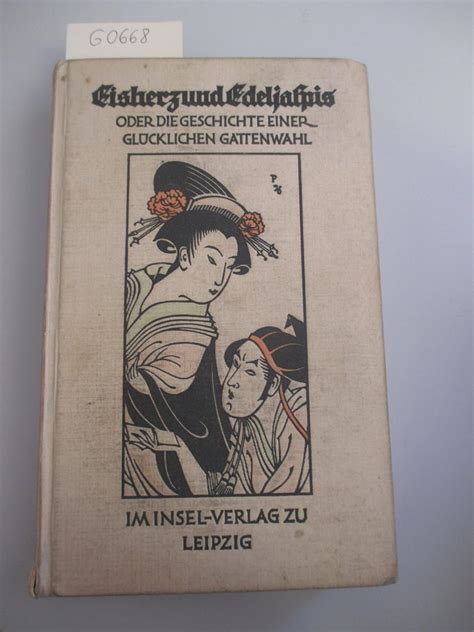 G0668
Eisherz und Edeljaspis
ODER DIE GESCHICHTE EINER
GLÜCKLICHEN GATTENWAHL
IM INSEL-VERLAG ZU
LEIPZIG